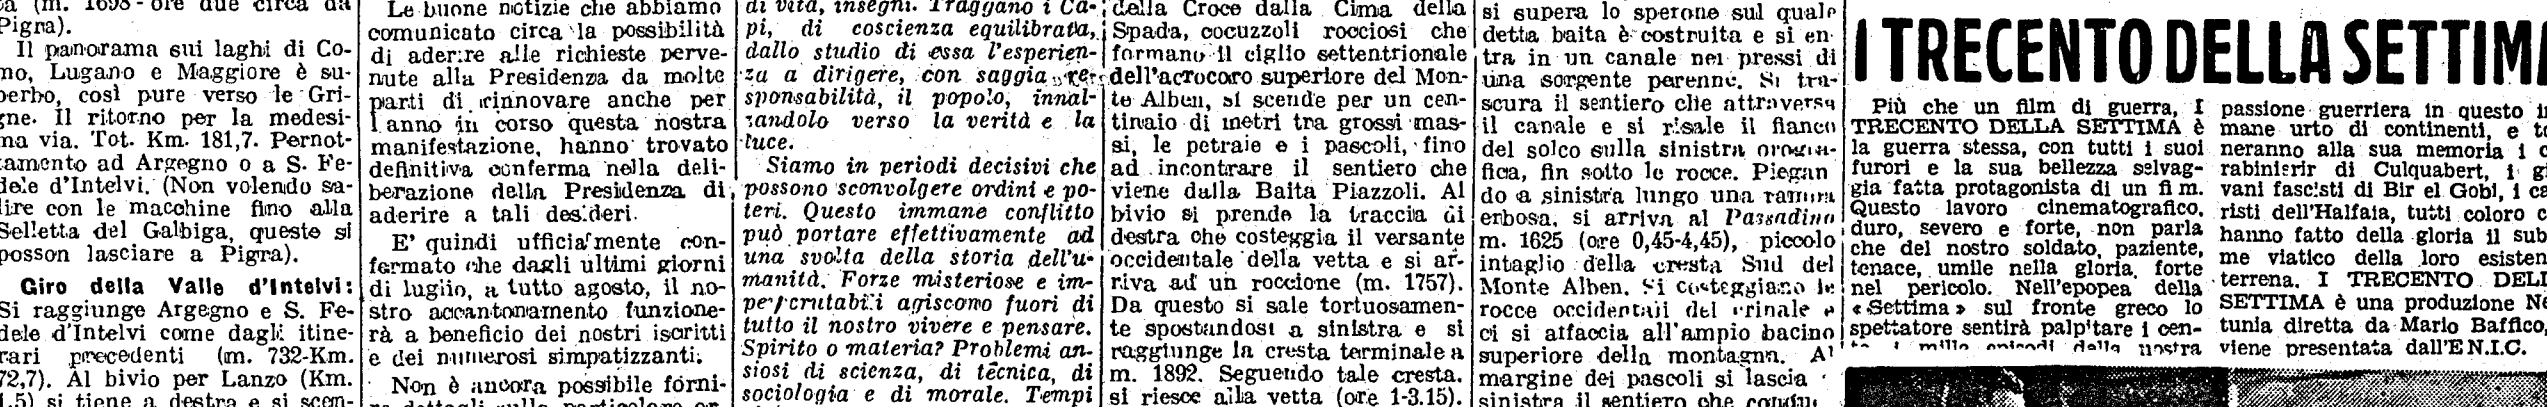 (m. 1698 - ore due circa da
Pigra).
Il panorama sui laghi di Co-
mo, Lugano e Maggiore è su-
perbo, così pure verso le Gri-
gne. Il ritorno per la medesi-
ma via. Tot. Km. 181,7. Pernot-
tamento ad Argegno o a S. Fe-
dele d'Intelvi. (Non volendo sa-
lire con le macchine fino alla
Selletta del Galbiga, queste si
posson lasciare a Pigra).
Giro della Valle d'Intelvi:
Si raggiunge Argegno e S. Fe-
dele d'Intelvi come dagli itine-
rari precedenti (m. 732-Km.
72,7). Al bivio per Lanzo (Km.
1,5) si tiene a destra e si scen-
Le buone notizie che abbiamo
comunicato circa la possibilità
di aderire alle richieste perve-
nute alla Presidenza da molte
parti di rinnovare anche per
l'anno in corso questa nostra
manifestazione, hanno trovato
definitiva conferma nella deli-
berazione della Presidenza di
aderire a tali desideri.
E' quindi ufficialmente con-
fermato che dagli ultimi giorni
di luglio, a tutto agosto, il no-
stro accantonamento funzione-
rà a beneficio dei nostri iscritti
e dei numerosi simpatizzanti.
Non è ancora possibile forni-
di vita, insegni. Traggano i Ca-
pi, di coscienza equilibrata,
dallo studio di essa l'esperien-
za a dirigere, con saggia re-
sponsabilità, il popolo, innal-
zandolo verso la verità e la
luce.
Siamo in periodi decisivi che
possono sconvolgere ordini e po-
teri. Questo immane conflitto
può portare effettivamente ad
una svolta della storia dell'u-
manità. Forze misteriose e im-
perscrutabili agiscono fuori di
tutto il nostro vivere e pensare.
Spirito o materia? Problemi an-
siosi di scienza, di tècnica, di
sociologia e di morale. Tempi
della Croce dalla Cima della
Spada, cocuzzoli rocciosi che
formano il ciglio settentrionale
dell'acrocoro superiore del Mon-
te Alben, si scende per un cen-
tinaio di metri tra grossi mas-
si, le petraie e i pascoli, fino
ad incontrare il sentiero che
viene dalla Baita Piazzoli. Al
bivio si prende la traccia di
destra che costeggia il versante
occidentale della vetta e si ar-
riva ad un roccione (m. 1757).
Da questo si sale tortuosamen-
te spostandosi a sinistra e si
raggiunge la cresta terminale a
m. 1892. Seguendo tale cresta.
si riesce alla vetta (ore 1-3.15).
si supera lo sperone sul quale
detta baita è costruita e si en
tra in un canale nei pressi di
una sorgente perenne. Si tra-
scura il sentiero che attraversa
il canale e si risale il fianco
del solco sulla sinistra orogra-
fica, fin sotto le rocce. Piegan
do a sinistra lungo una ramura
erbosa, si arriva al Passadino
m. 1625 (ore 0,45-4,45), piccolo
intaglio della cresta Sud del
Monte Alben. Si costeggiano le
rocce occidentali del crinale e
ci si affaccia all'ampio bacino
superiore della montagna. Al
margine dei pascoli si lascia
sinistra il sentiero che
I TRECENTO DELLA SETTIM
Più che un film di guerra, I
TRECENTO DELLA SETTIMA è
la guerra stessa, con tutti i suoi
furori e la sua bellezza selvag-
gia fatta protagonista di un fi m.
Questo lavoro cinematografico.
duro, severo e forte, non parla
che del nostro soldato, paziente,
tenace, umile nella gloria, forte
nel pericolo. Nell'epopea della
«Settima» sul fronte greco lo
spettatore sentirà palpitare i cen-
to i mille episodi della nostra
passione guerriera in questo
mane urto di continenti, e
neranno alla sua memoria i
rabinierir di Culquabert, i
vani fascisti di Bir el Gobi, i
risti dell'Halfaia, tutti coloro
hanno fatto della gloria il
me viatico della loro
terrena. I TRECENTO
SETTIMA è una produzione
tunia diretta da Mario Baffico,
viene presentata dall'E N.I.C.